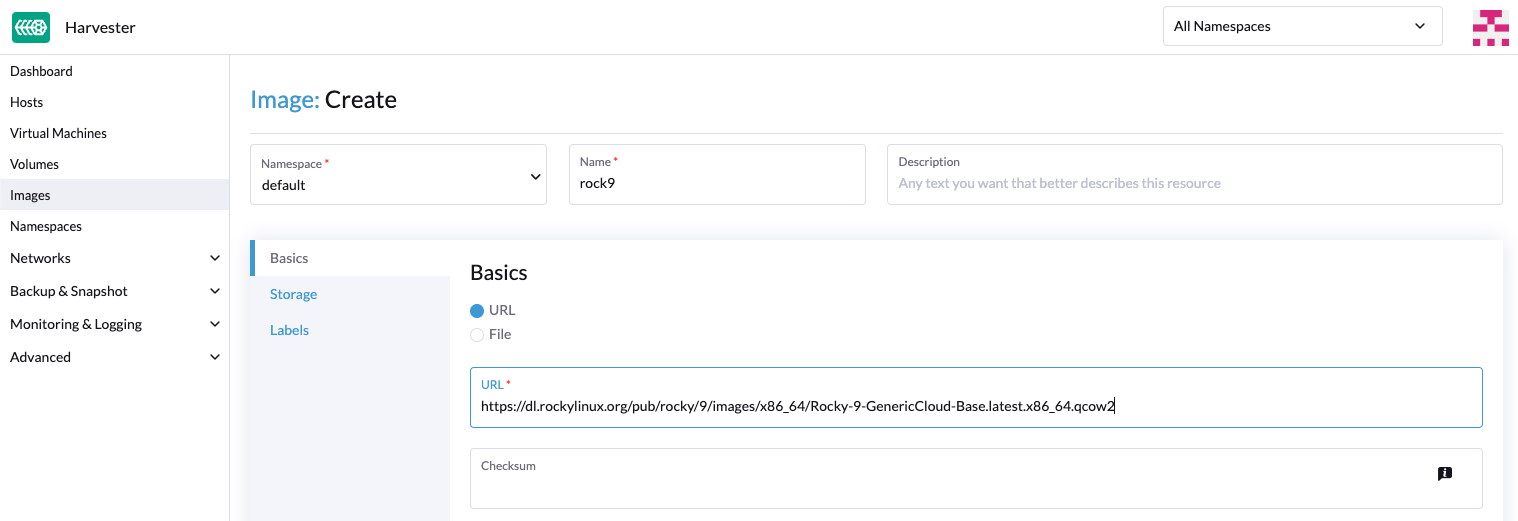 Harvester
All Namespaces
Dashboard
Hosts
Virtual Machines
Volumes
Images
Namespaces
Networks
Backup & Snapshot
Monitoring & Logging
Advanced
Image: Create
Namespace *
default
Name *
rock9
Description
Any text you want that better describes this resource
Basics
Storage
Labels
Basics
URL
File
URL *
https://dl.rockylinux.org/pub/rocky/9/images/x86_64/Rocky-9-GenericCloud-Base.latest.x86_64.qcow2
Checksum